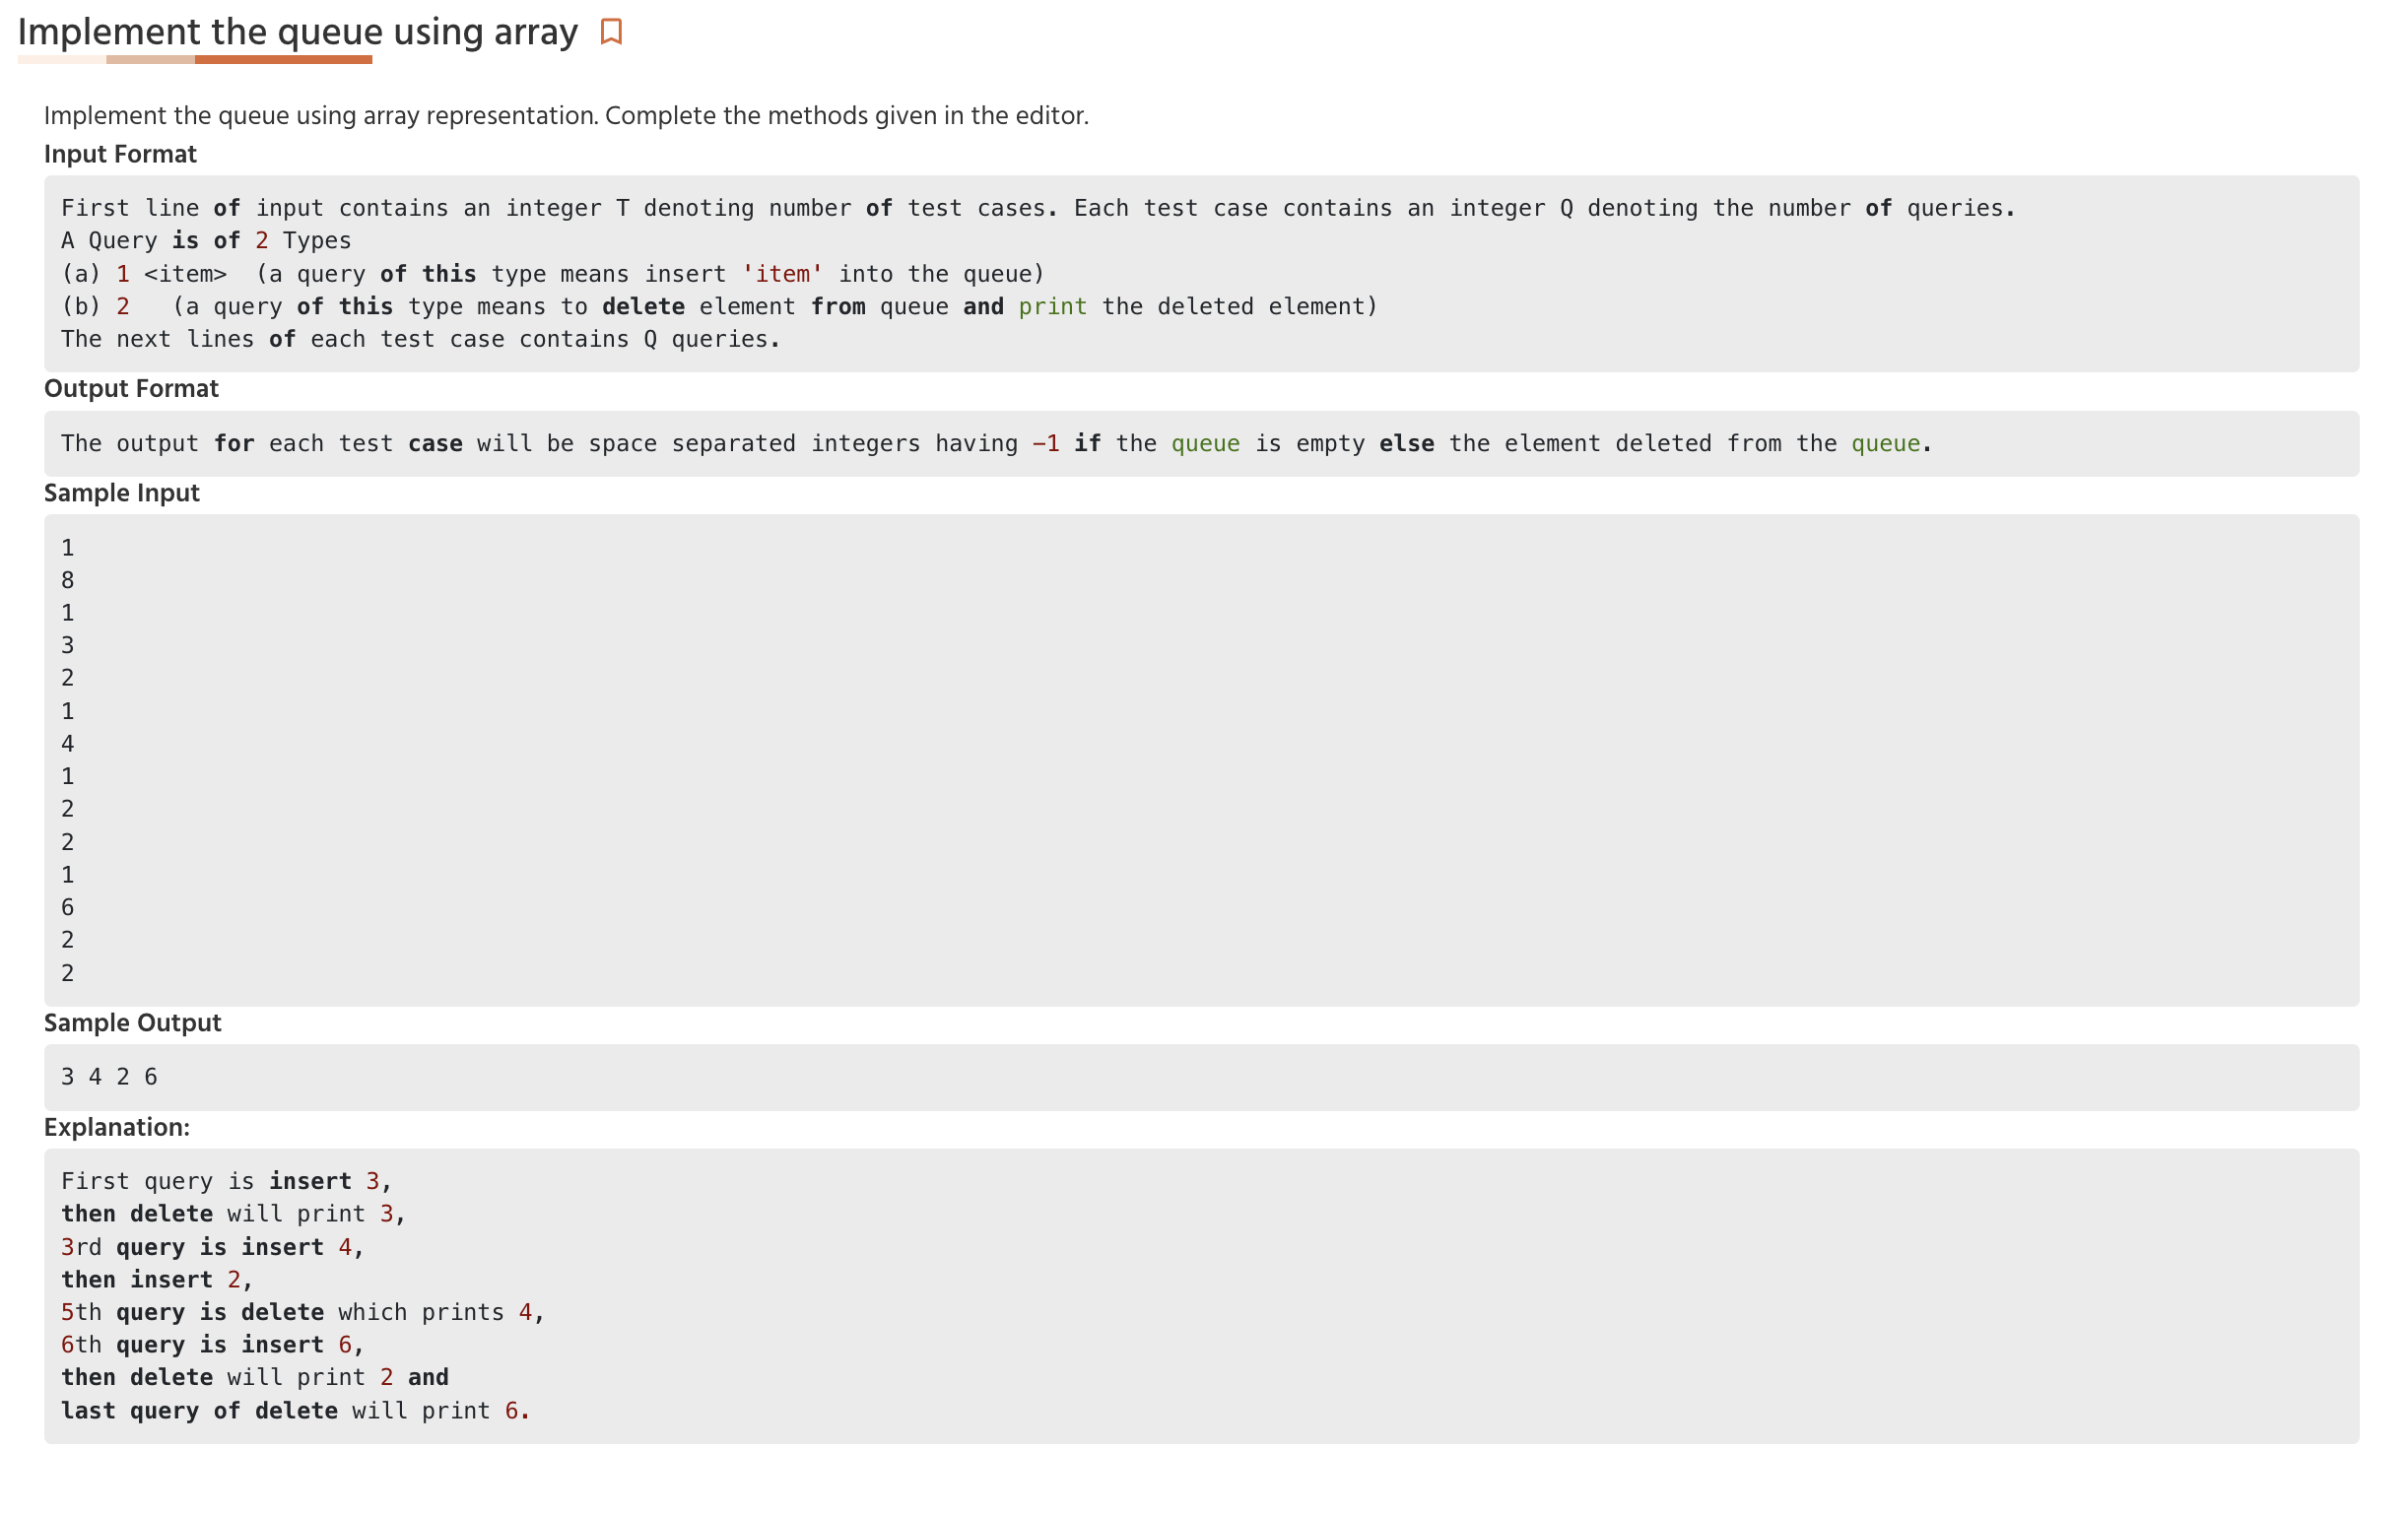 Implement the queue using array
Implement the queue using array representation. Complete the methods given in the editor.
Input Format
First line of input contains an integer T denoting number of test cases. Each test case contains an integer Q denoting the number of queries.
A Query is of 2 Types
(a) 1 <item>  (a query of this type means insert 'item' into the queue)
(b) 2   (a query of this type means to delete element from queue and print the deleted element)
The next lines of each test case contains Q queries.
Output Format
The output for each test case will be space separated integers having −1 if the queue is empty else the element deleted from the queue.
Sample Input
1
8
1
3
2
1
4
1
2
2
1
6
2
2
Sample Output
3 4 2 6
Explanation:
First query is insert 3,
then delete will print 3,
3rd query is insert 4,
then insert 2,
5th query is delete which prints 4,
6th query is insert 6,
then delete will print 2 and
last query of delete will print 6.